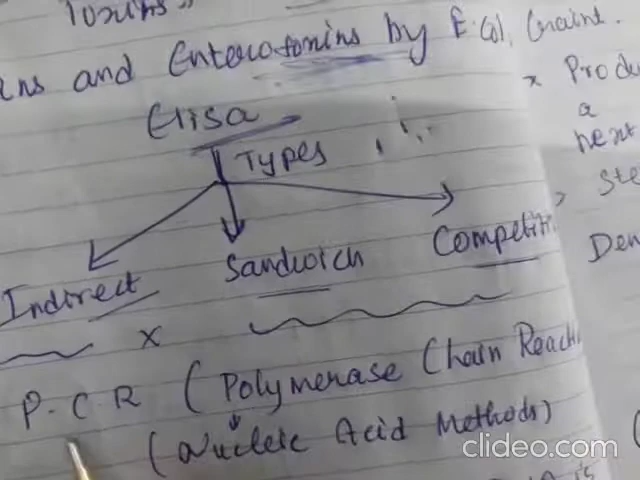 Toxins"
ns and Enterotoxins by E.Coli, Graint.
Elisa
Types
Indirect Sandwich Competiti
x
P.C.R (Polymerase Chain Reacti
(Nucleic Acid Methods)
x Produ
a
next
Ste
Den
clideo.com